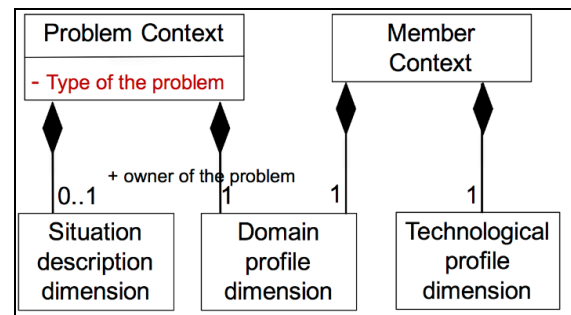 Problem Context
- Type of the problem
Member
Context
+ owner of the problem
0..1
1
1
1
Situation
description
dimension
Domain
profile
dimension
Technological
profile
dimension